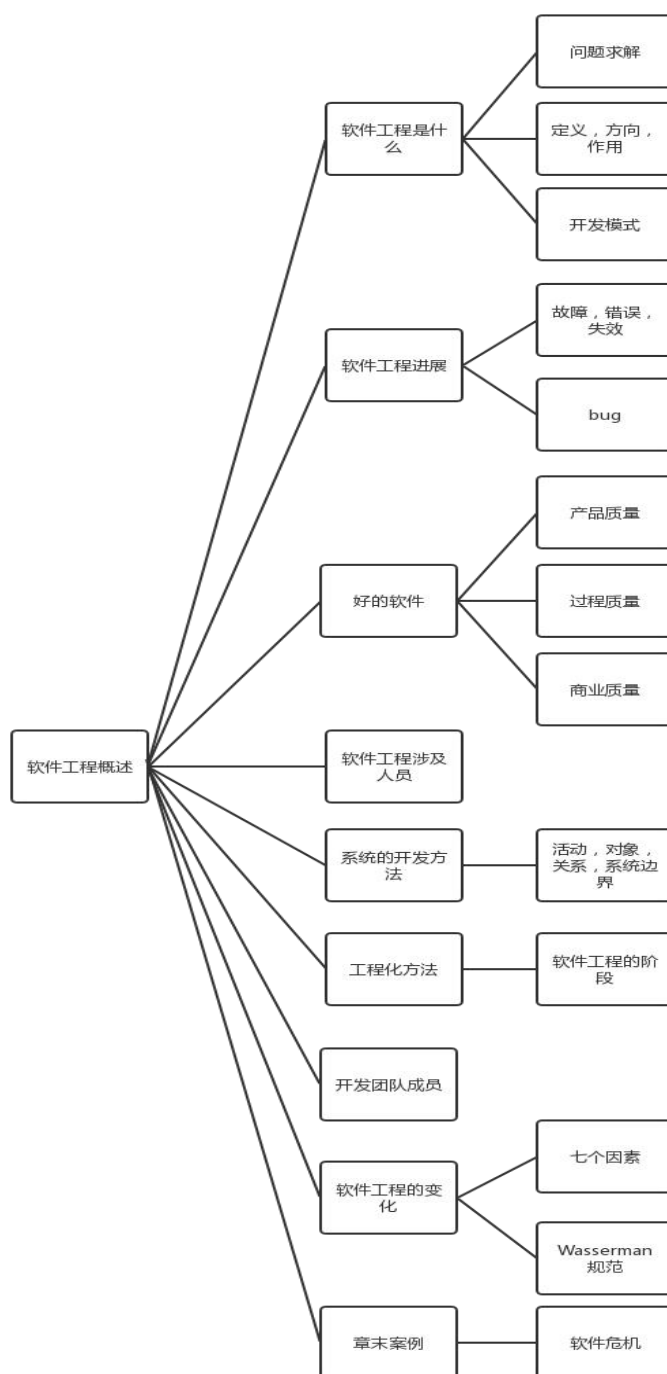 软件工程概述
软件工程是什
么
问题求解
定义，方向，
作用
开发模式
软件工程进展
故障，错误，
失效
bug
好的软件
产品质量
过程质量
商业质量
软件工程涉及
人员
系统的开发方
法
活动，对象，
关系，系统边
界
工程化方法
软件工程的阶
段
开发团队成员
软件工程的变
化
七个因素
Wasserman
规范
章末案例
软件危机